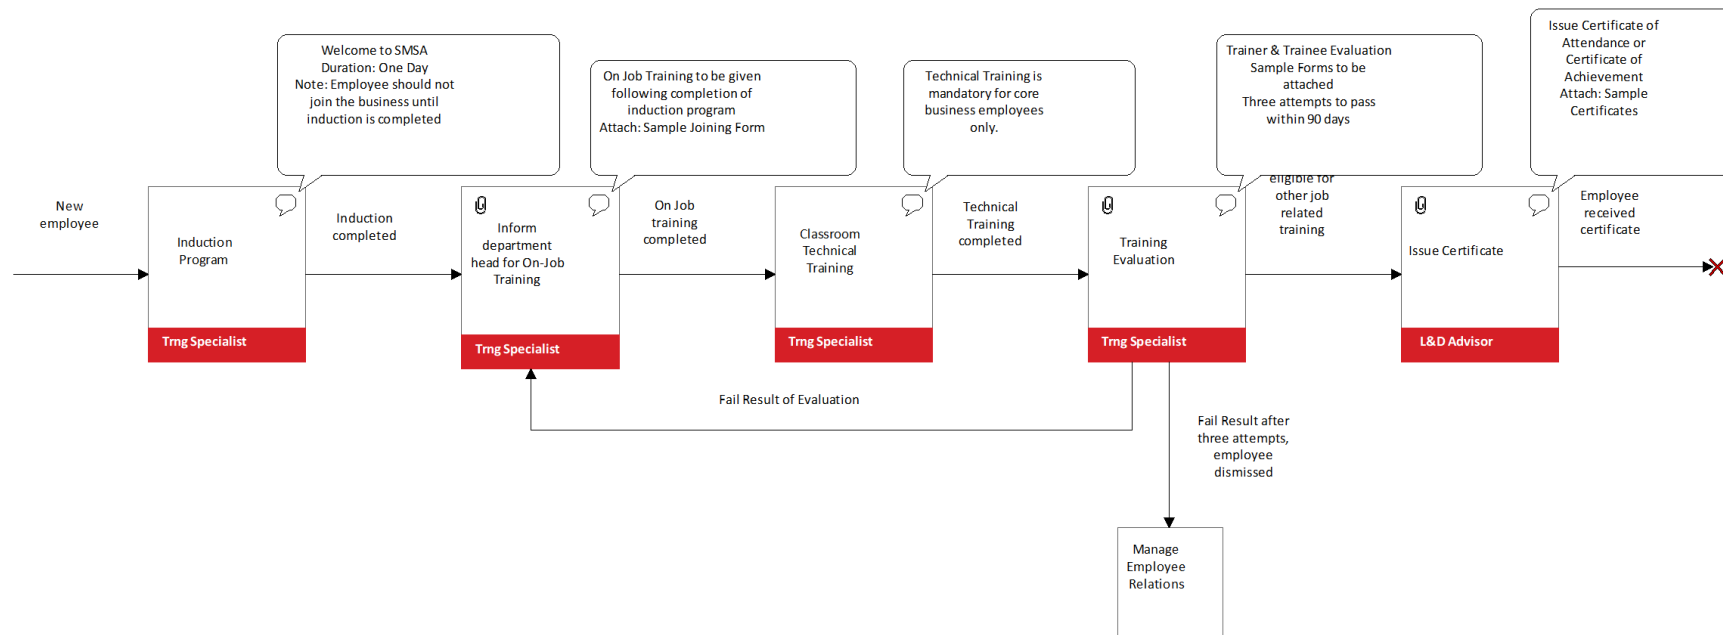 Welcome to SMSA
Duration: One Day
Note: Employee should not
join the business until
induction is completed
On Job Training to be given
following completion of
induction program
Attach: Sample Joining Form
Technical Training is
mandatory for core
business employees
only.
Trainer & Trainee Evaluation
Sample Forms to be
attached
Three attempts to pass
within 90 days
Issue Certificate of
Attendance or
Certificate of
Achievement
Attach: Sample
Certificates
New
employee
Induction
Program
Trng Specialist
Induction
completed
Inform
department
head for On-Job
Training
Trng Specialist
On Job
training
completed
Classroom
Technical
Training
Trng Specialist
Technical
Training
completed
Training
Evaluation
Trng Specialist
eligible for
other job
related
training
Issue Certificate
L&D Advisor
Employee
received
certificate
Fail Result of Evaluation
Fail Result after
three attempts,
employee
dismissed
Manage
Employee
Relations